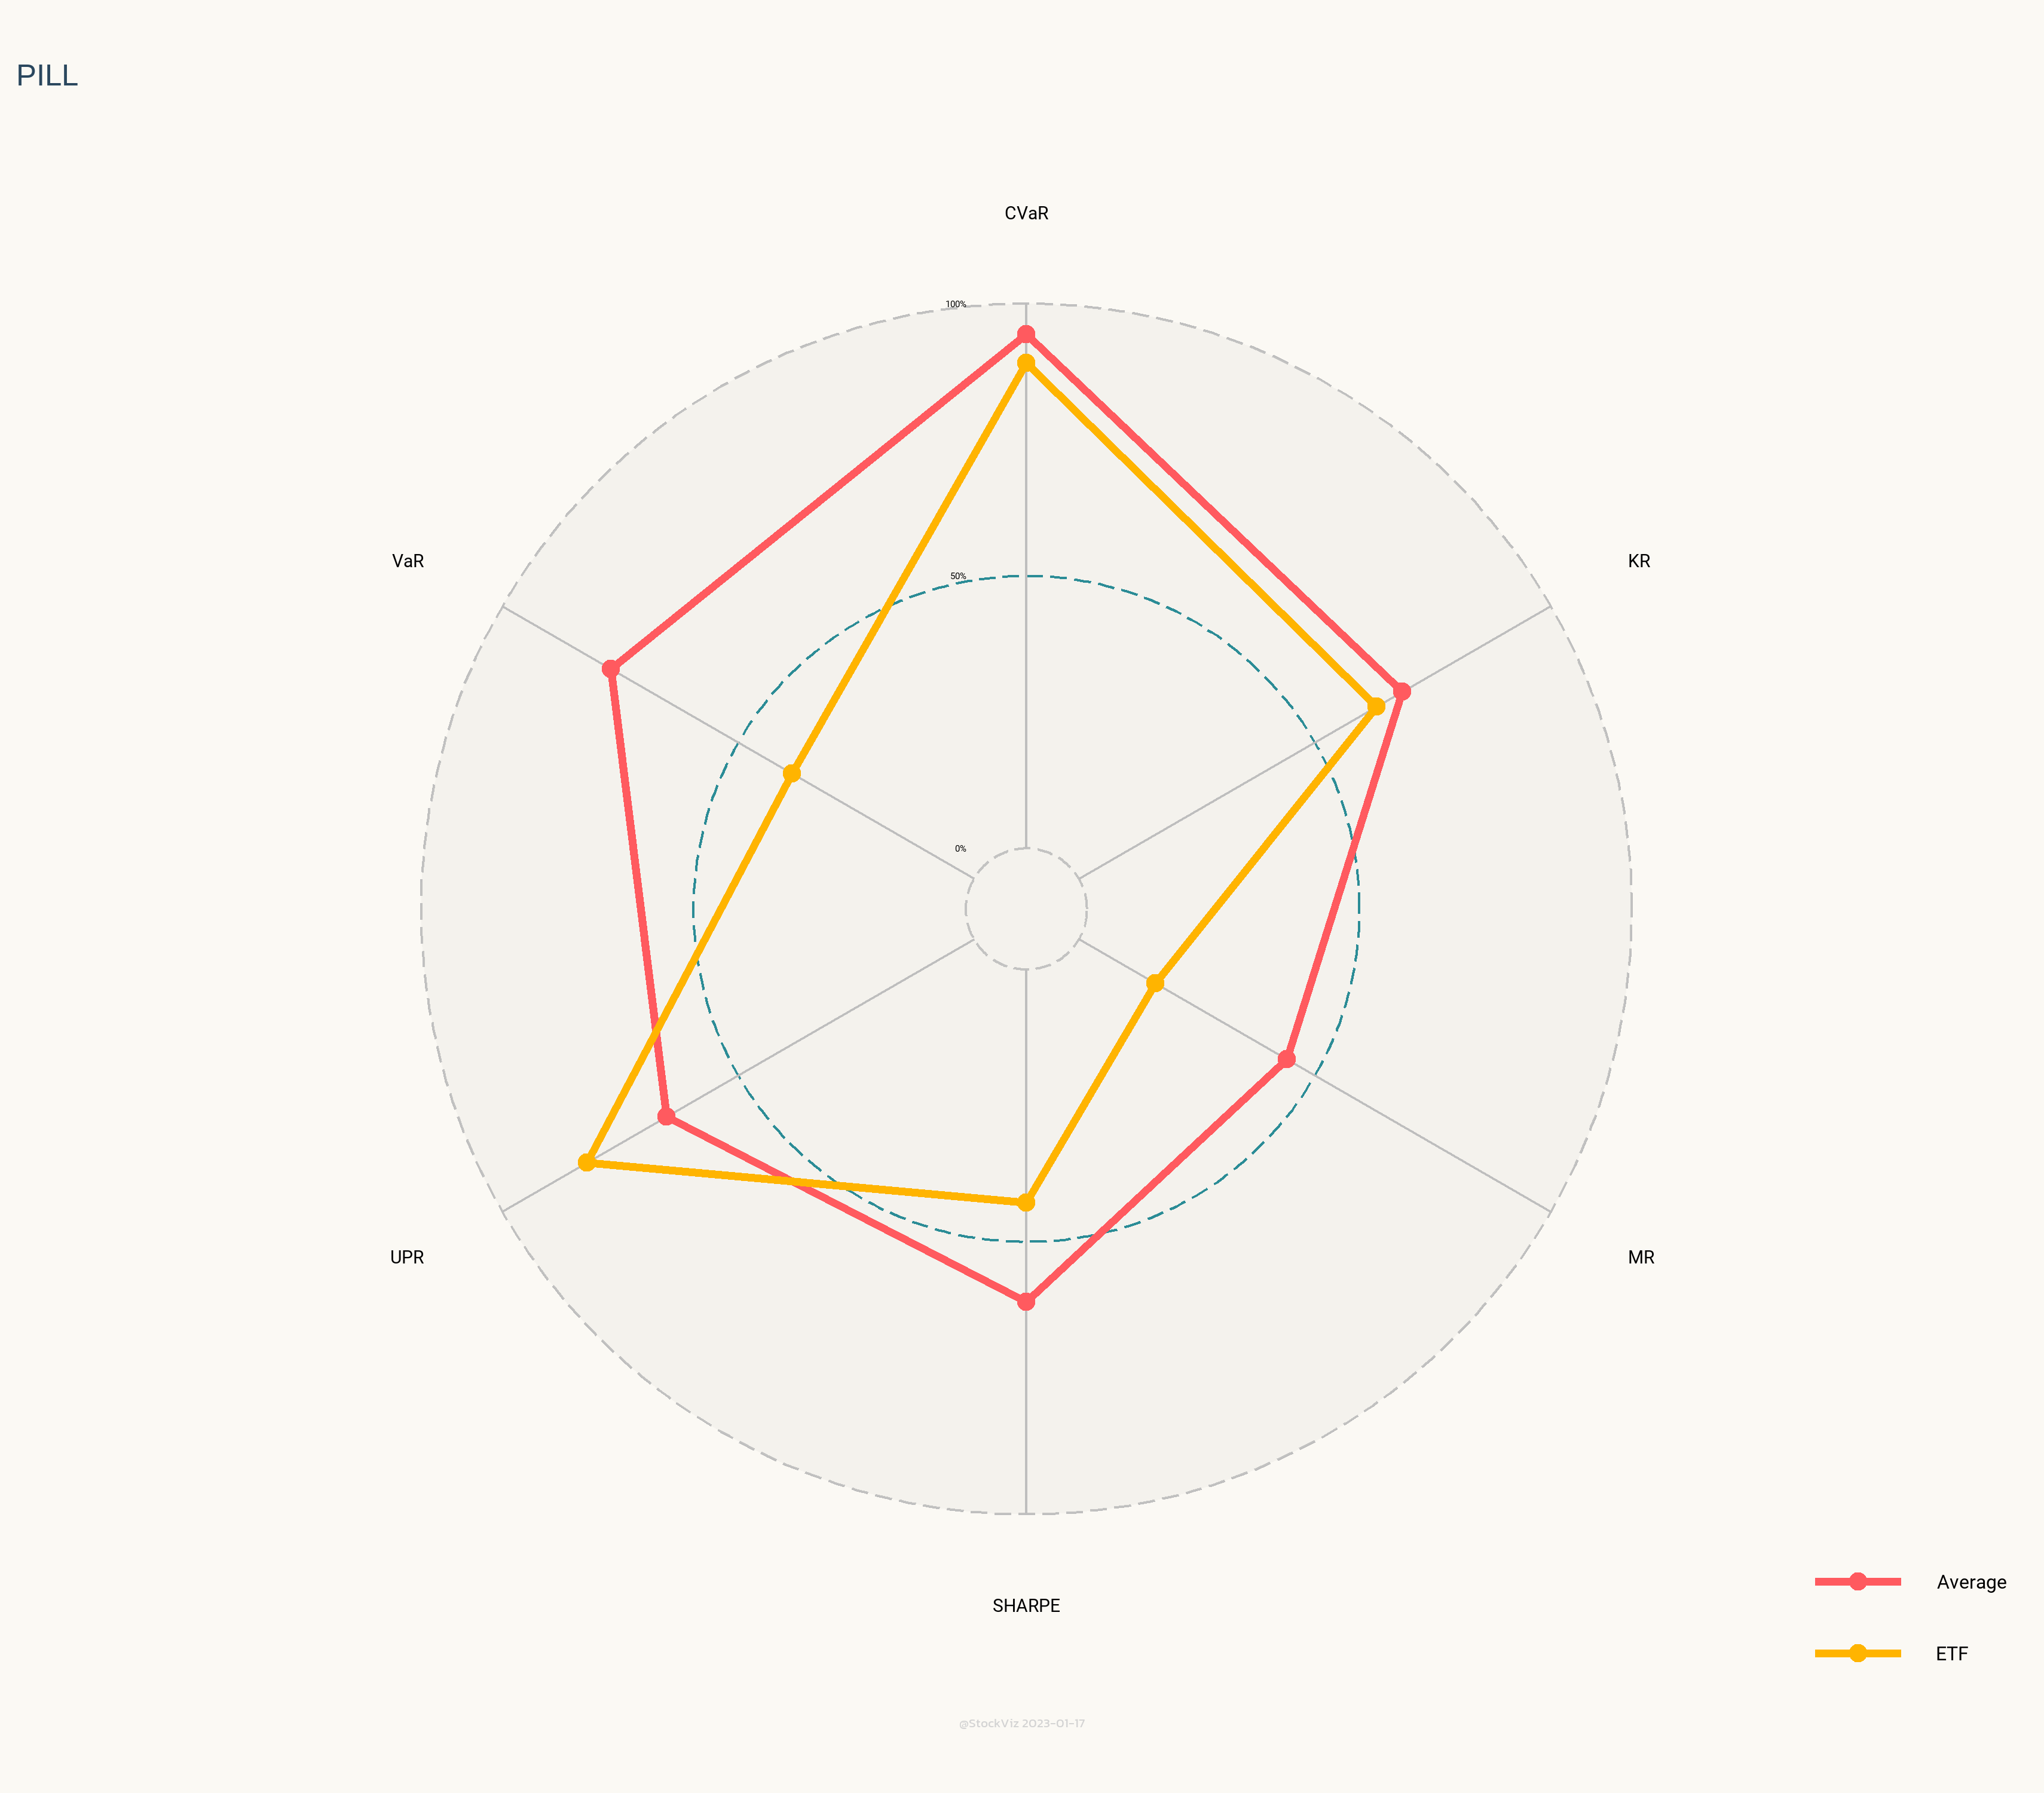 PILL
CVaR
100%
VaR
KR
50%
0%
UPR
MR
SHARPE
Average
ETF
@StockViz 2023-01-17